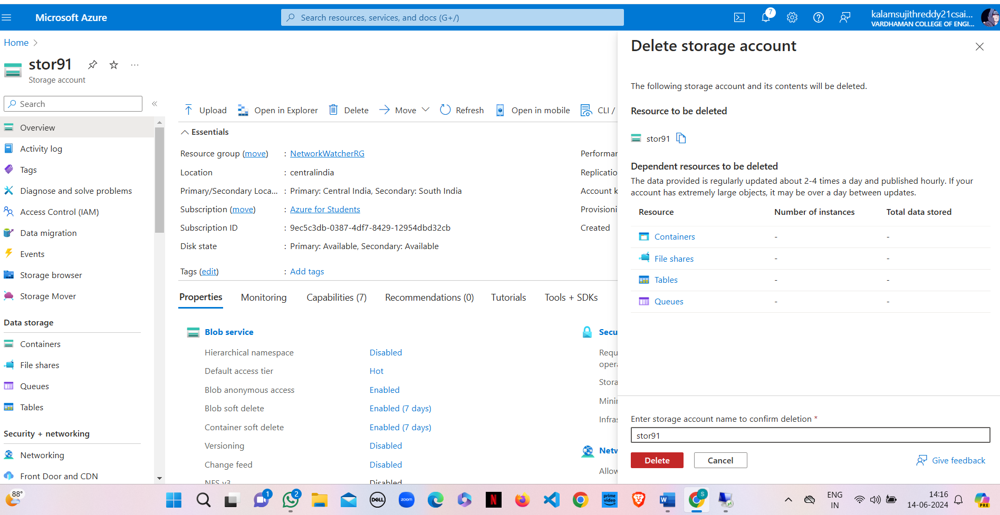 Microsoft Azure
Search resources, services, and docs (G+/)
7
kalamsujithreddy21csai...
VARDHAMAN COLLEGE OF ENGI...
Home
stor91
Storage account
Search
Overview
Activity log
Tags
Diagnose and solve problems
Access Control (IAM)
Data migration
Events
Storage browser
Storage Mover
Data storage
Containers
File shares
Queues
Tables
Security + networking
Networking
Front Door and CDN
Upload
Open in Explorer
Delete
Move
Refresh
Open in mobile
CLI /
Essentials
Resource group (move) : NetworkWatcherRG
Location : centralindia
Primary/Secondary Loca... : Primary: Central India, Secondary: South India
Subscription (move) : Azure for Students
Subscription ID : 9ec5c3db-0387-4df7-8429-12954dbd32cb
Disk state : Primary: Available, Secondary: Available
Tags (edit) : Add tags
Performan
Replicatio
Account k
Provisioni
Created
Properties
Monitoring
Capabilities (7)
Recommendations (0)
Tutorials
Tools + SDKs
Blob service
Hierarchical namespace Disabled
Default access tier Hot
Blob anonymous access Enabled
Blob soft delete Enabled (7 days)
Container soft delete Enabled (7 days)
Versioning Disabled
Change feed Disabled
NFS v3 Disabled
Secu
Requ
opera
Stora
Minin
Infras
Netw
Allow
Delete storage account
The following storage account and its contents will be deleted.
Resource to be deleted
stor91
Dependent resources to be deleted
The data provided is regularly updated about 2-4 times a day and published hourly. If your
account has extremely large objects, it may be over a day between updates.
Resource Number of instances Total data stored
Containers - -
File shares - -
Tables - -
Queues - -
Enter storage account name to confirm deletion *
stor91
Delete
Cancel
Give feedback
88°
1
2
DELL
zoom
N
prime video
W
S
ENG
IN
14:16
14-06-2024
PRE